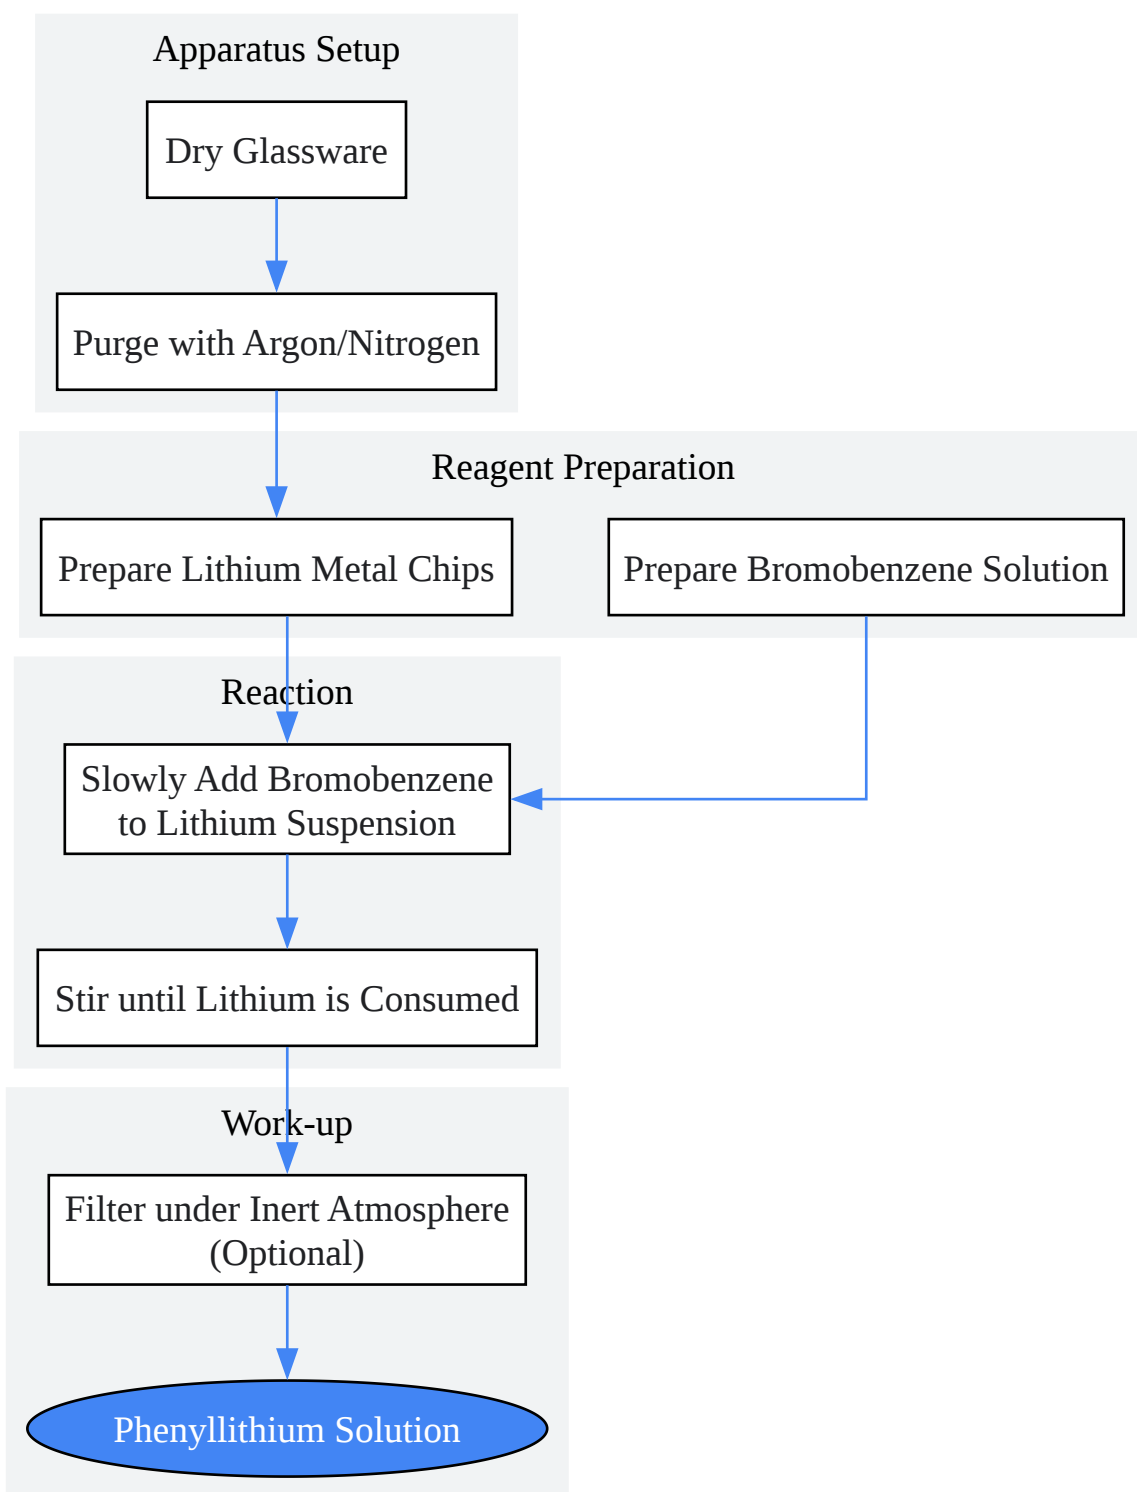 Apparatus Setup
Dry Glassware
Purge with Argon/Nitrogen
Reagent Preparation
Prepare Lithium Metal Chips
Prepare Bromobenzene Solution
Reaction
Slowly Add Bromobenzene
to Lithium Suspension
Stir until Lithium is Consumed
Work-up
Filter under Inert Atmosphere
(Optional)
Phenyllithium Solution